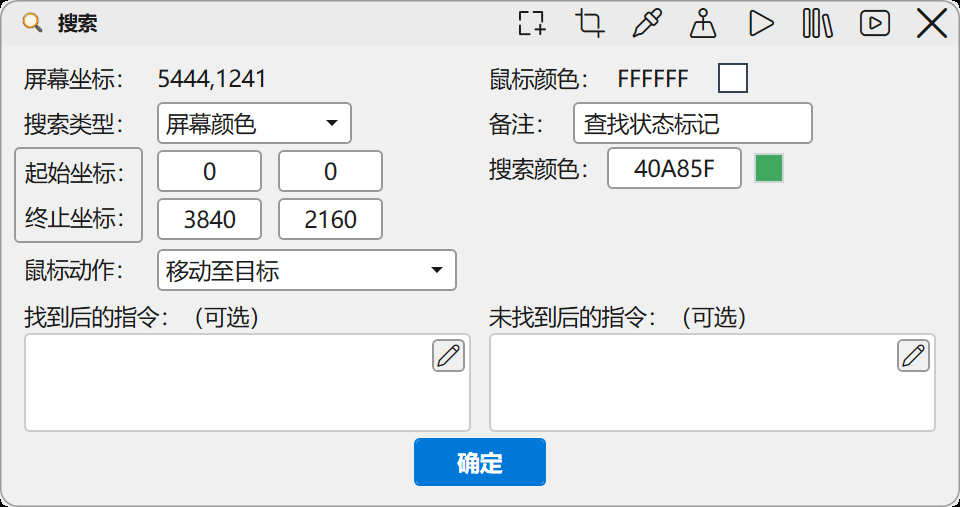 搜索
屏幕坐标： 5444,1241
鼠标颜色： FFFFFF
搜索类型： 屏幕颜色
备注： 查找状态标记
起始坐标： 0 0
搜索颜色： 40A85F
终止坐标： 3840 2160
鼠标动作： 移动至目标
找到后的指令：（可选）
未找到后的指令：（可选）
确定